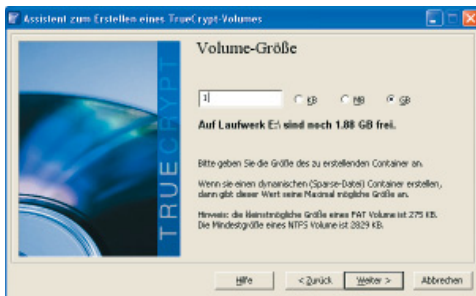 Assistent zum Erstellen eines TrueCrypt-Volumes
TRUECRYPT
Volume-Größe
1
KB MB GB
Auf Laufwerk E:\ sind noch 1.88 GB frei.
Bitte geben Sie die Größe des zu erstellenden Container an.
Wenn sie einen dynamischen (Sparse-Datei) Container erstellen,
dann gibt dieser Wert seine Maximal mögliche Größe an.
Hinweis: die kleinstmögliche Größe eines FAT Volume ist 275 KB.
Die Mindestgröße eines NTFS Volume ist 2829 KB.
Hilfe < Zurück Weiter > Abbrechen